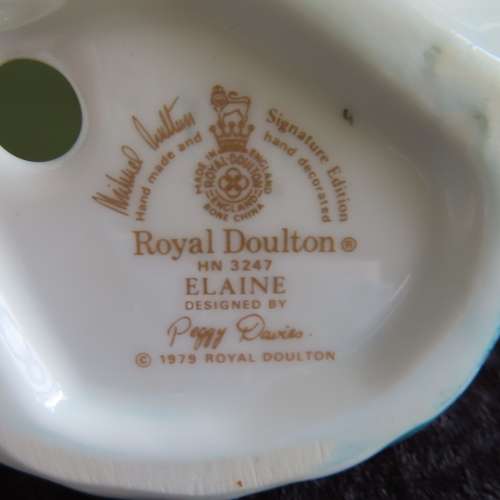 Michael Doulton
Hand made and
hand decorated
Signature Edition
MADE IN ENGLAND
ROYAL·DOULTON
ENGLAND
BONE CHINA
Royal Doulton®
HN 3247
ELAINE
DESIGNED BY
Peggy Davies.
© 1979 ROYAL DOULTON